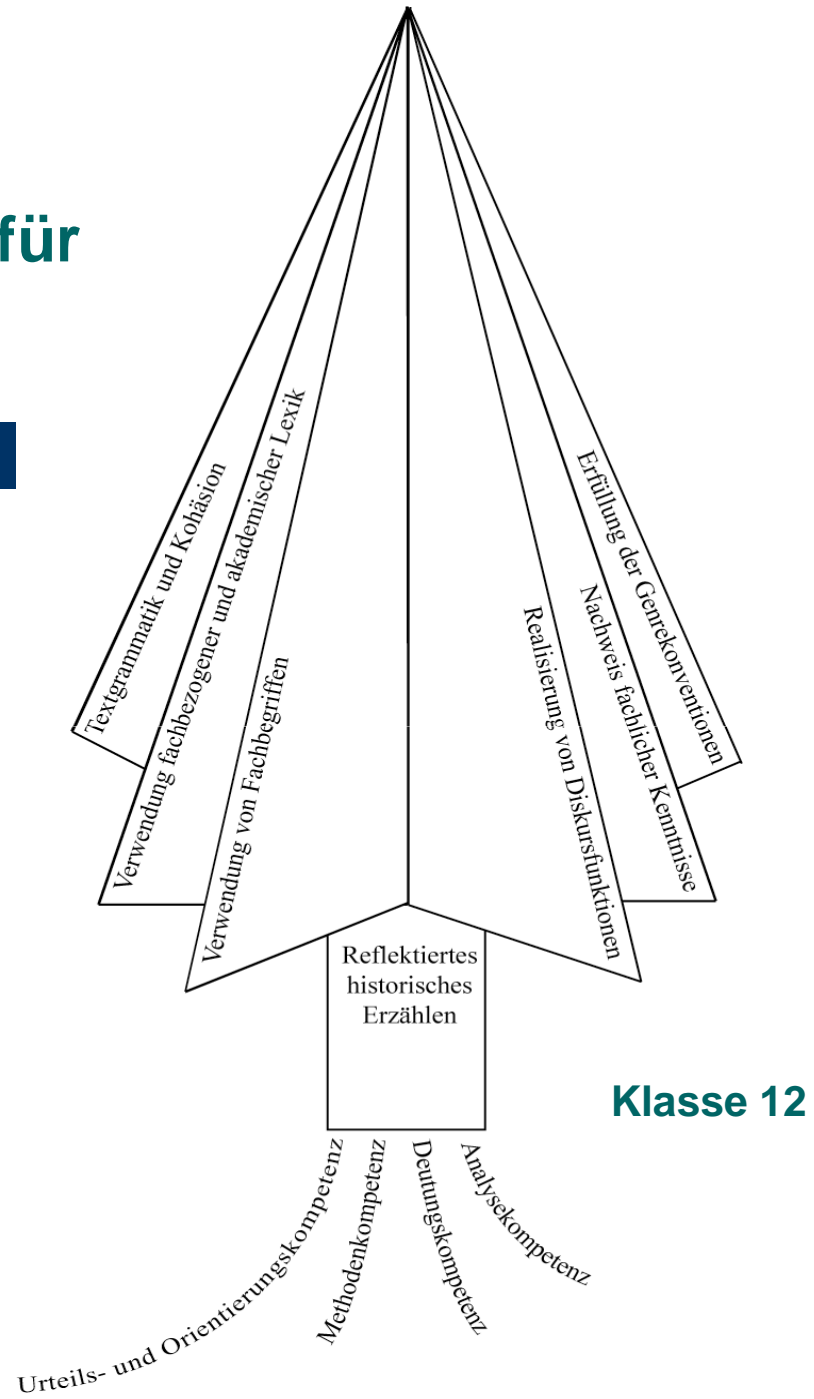 für
Textgrammatik und Kohäsion
Verwendung fachbezogener und akademischer Lexik
Verwendung von Fachbegriffen
Realisierung von Diskursfunktionen
Nachweis fachlicher Kenntnisse
Erfüllung der Genrekonventionen
Reflektiertes
historisches
Erzählen
Klasse 12
Urteils- und Orientierungskompetenz
Methodenkompetenz
Deutungskompetenz
Analysekompetenz